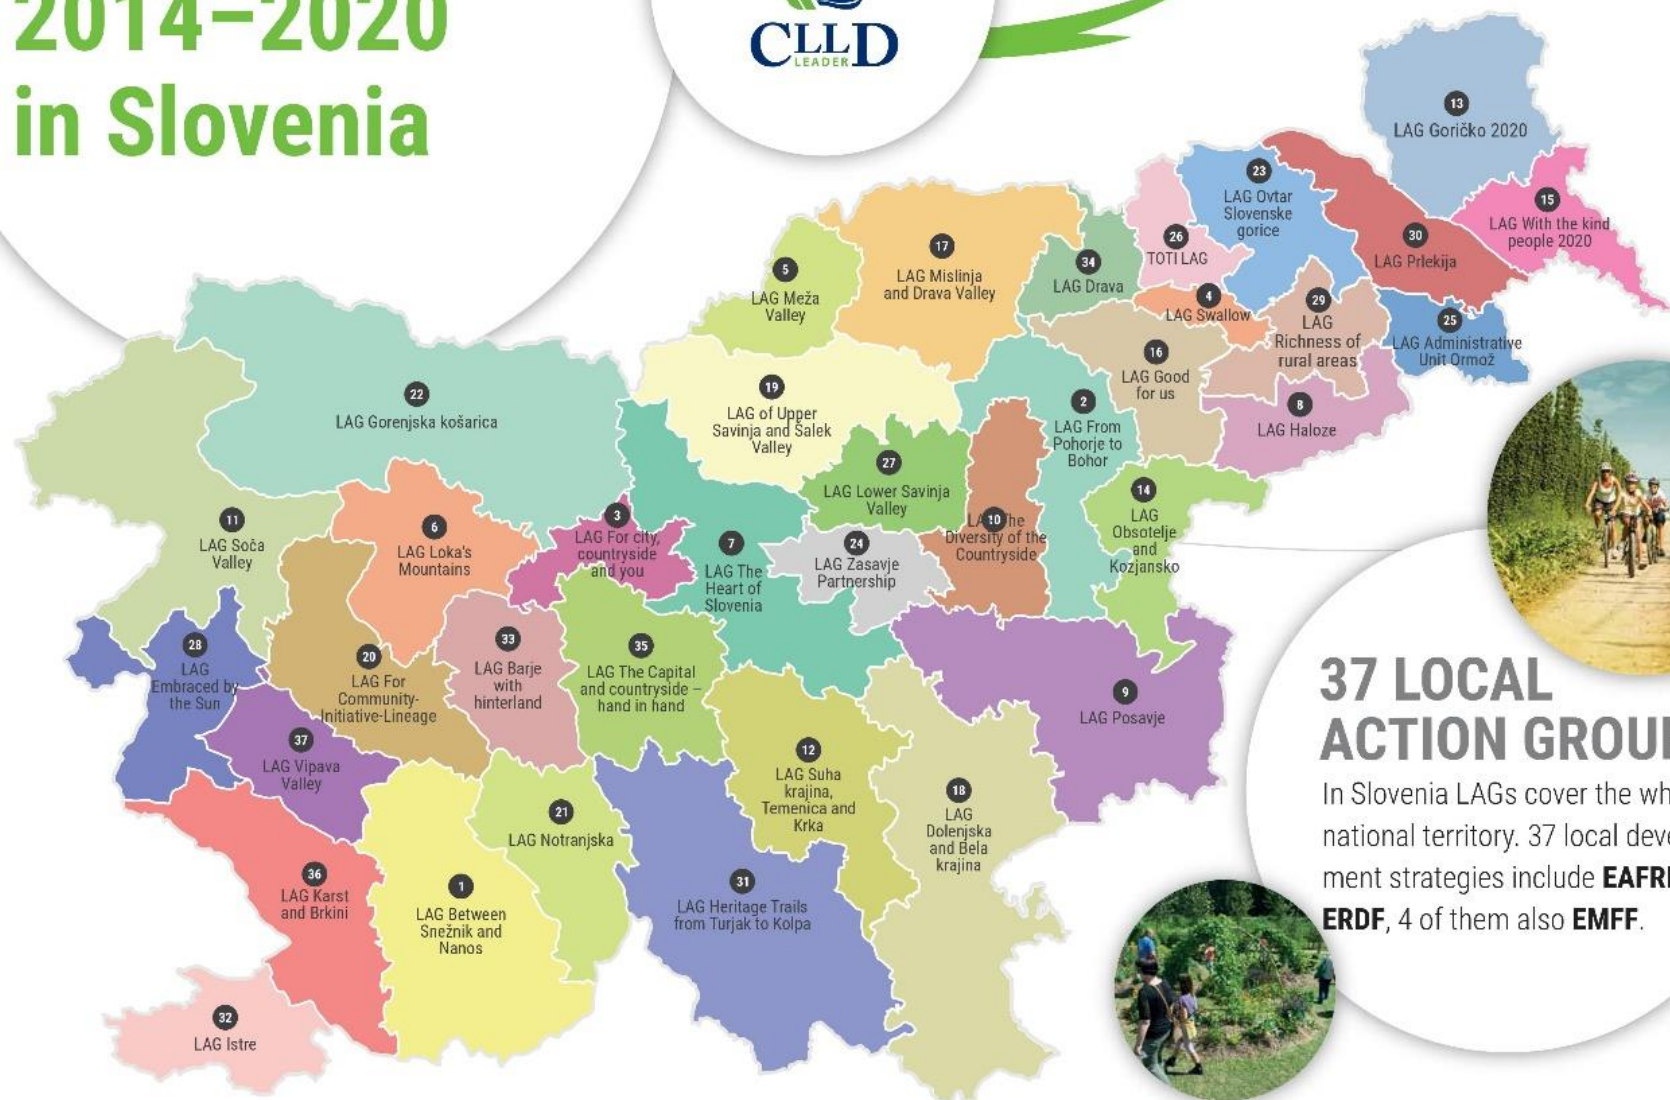 2014–2020
in Slovenia
CLLD
LEADER
13
LAG Goričko 2020
23
LAG Ovtar
Slovenske
gorice
15
LAG With the kind
people 2020
30
LAG Prlekija
26
TOTI LAG
17
LAG Mislinja
and Drava Valley
34
LAG Drava
5
LAG Meža
Valley
4
LAG Swallow
29
LAG
Richness of
rural areas
25
LAG Administrative
Unit Ormož
16
LAG Good
for us
22
LAG Gorenjska košarica
19
LAG of Upper
Savinja and Šalek
Valley
2
LAG From
Pohorje to
Bohor
8
LAG Haloze
27
LAG Lower Savinja
Valley
14
LAG
Obsotelje
and
Kozjansko
11
LAG Soča
Valley
6
LAG Loka's
Mountains
3
LAG For city,
countryside
and you
7
LAG The
Heart of
Slovenia
24
LAG Zasavje
Partnership
10
LAG The
Diversity of the
Countryside
28
LAG
Embraced by
the Sun
20
LAG For
Community-
Initiative-Lineage
33
LAG Barje
with
hinterland
35
LAG The Capital
and countryside –
hand in hand
9
LAG Posavje
37
LAG Vipava
Valley
12
LAG Suha
krajina,
Temenica and
Krka
18
LAG
Dolenjska
and Bela
krajina
21
LAG Notranjska
36
LAG Karst
and Brkini
1
LAG Between
Snežnik and
Nanos
31
LAG Heritage Trails
from Turjak to Kolpa
32
LAG Istre
37 LOCAL
ACTION GROU
In Slovenia LAGs cover the wh
national territory. 37 local deve
ment strategies include EAFR
ERDF, 4 of them also EMFF.